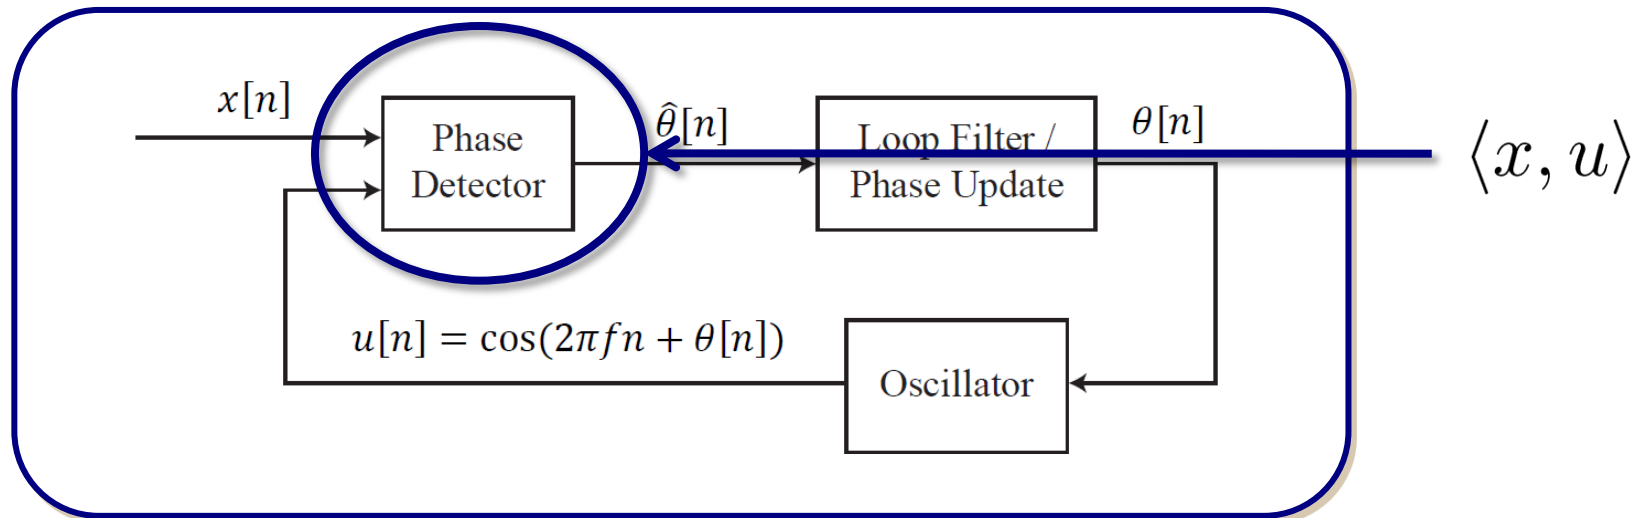 x[n]
Phase
Detector
θ̂[n]
Loop Filter /
Phase Update
θ[n]
⟨x, u⟩
u[n] = cos(2πfn + θ[n])
Oscillator